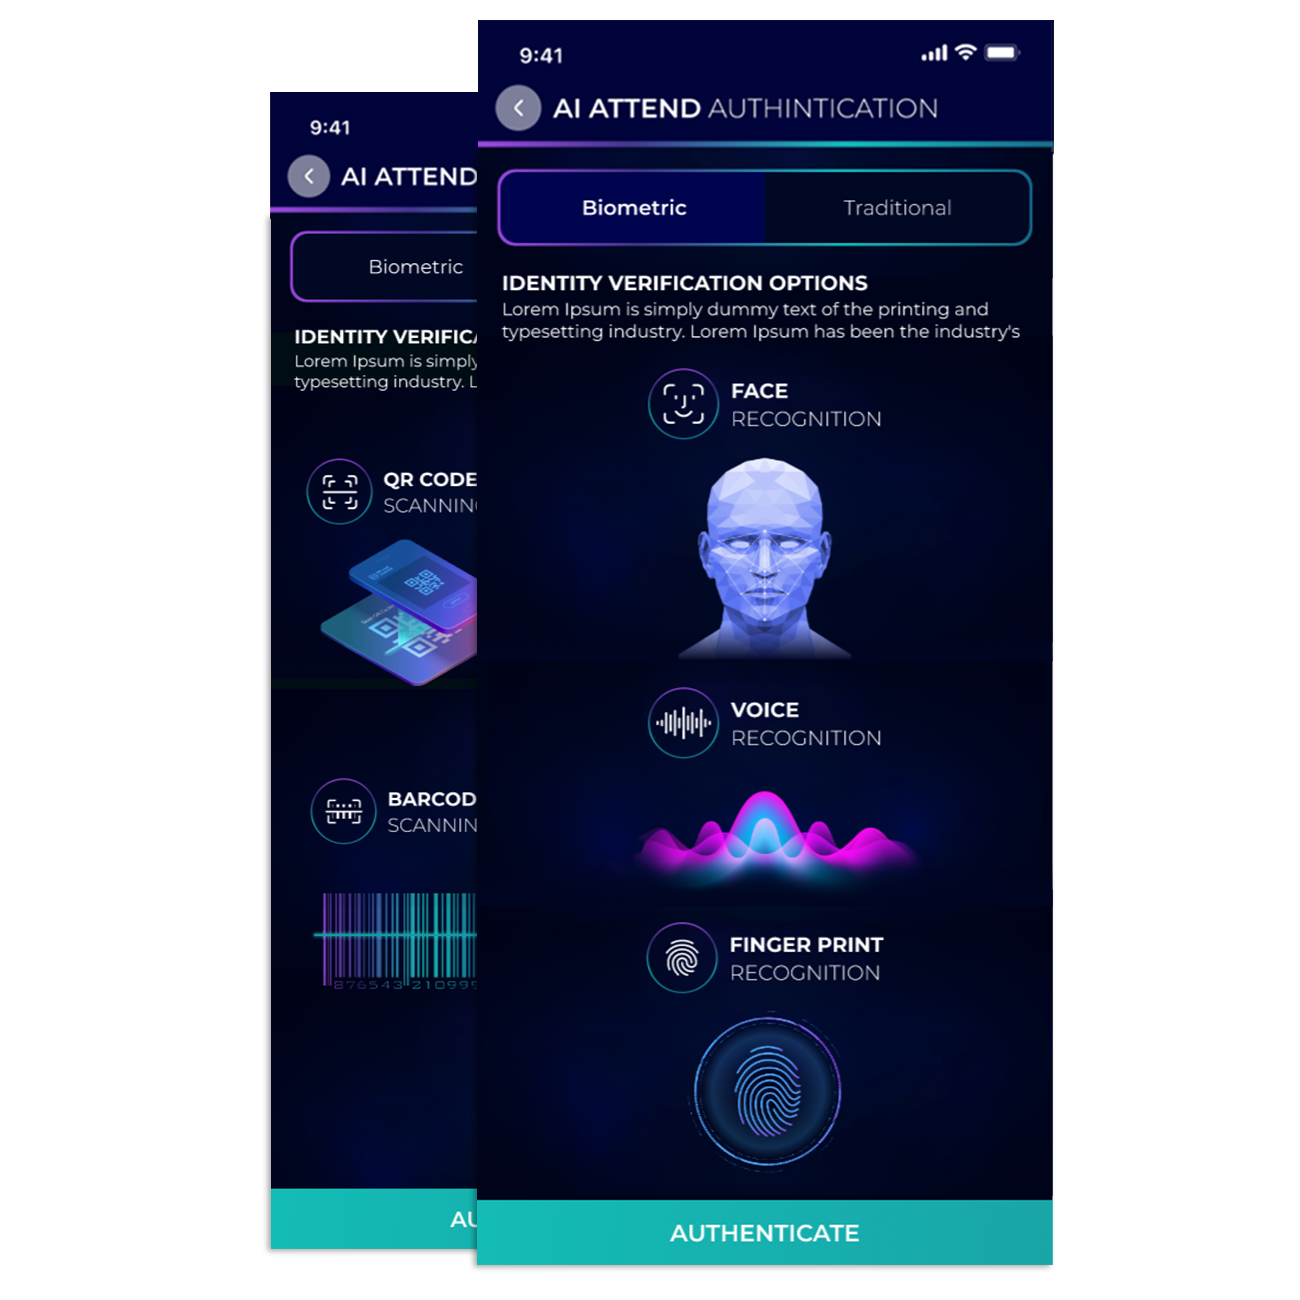 9:41
AI ATTEND
Biometric
IDENTITY VERIFICA
Lorem Ipsum is simply
typesetting industry. L
QR CODE
SCANNING
BARCOD
SCANNIN
876543 210999
AU
9:41
AI ATTEND AUTHINTICATION
Biometric
Traditional
IDENTITY VERIFICATION OPTIONS
Lorem Ipsum is simply dummy text of the printing and
typesetting industry. Lorem Ipsum has been the industry's
FACE
RECOGNITION
VOICE
RECOGNITION
FINGER PRINT
RECOGNITION
AUTHENTICATE